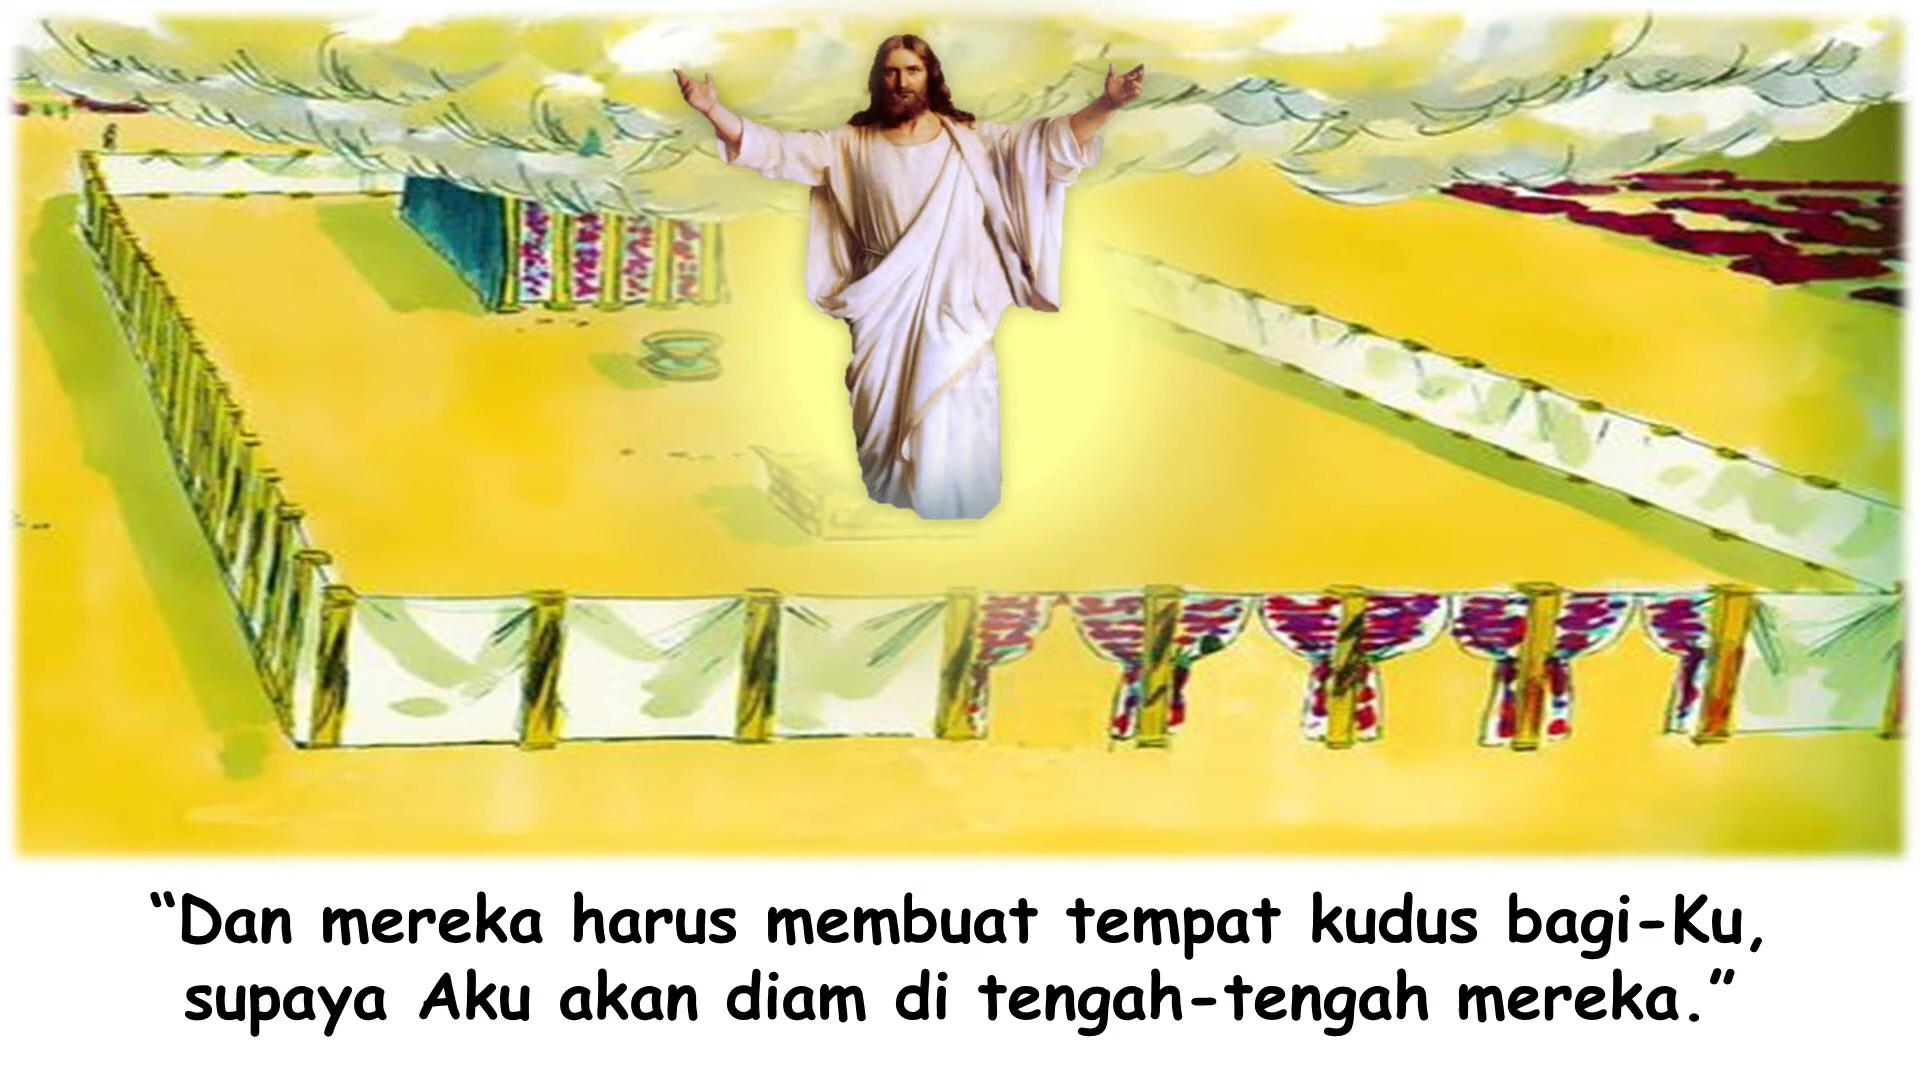 “Dan mereka harus membuat tempat kudus bagi-Ku,
supaya Aku akan diam di tengah-tengah mereka.”